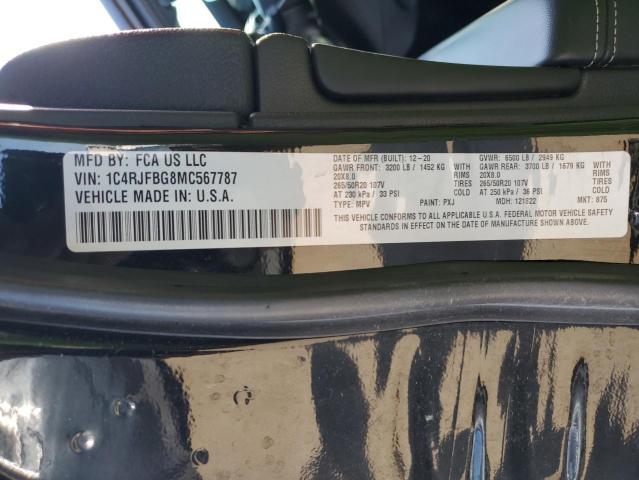 MFD BY: FCA US LLC
VIN: 1C4RJFBG8MC567787
VEHICLE MADE IN U.S.A.
DATE OF MFR (BUILT): 12-20 GVWR: 6500 LB / 2949 KG
GAWR FRONT: 3200 LB / 1452 KG WITH GAWR REAR: 3700 LB / 1679 KG WITH
20X8.0 RIMS 20X8.0 RIMS
265/50R20 107V TIRES 265/50R20 107V TIRES
AT 230 kPa / 33 PSI COLD AT 250 kPa / 36 PSI COLD
TYPE: MPV PAINT: PXJ MDH: 121822 MKT: 875
THIS VEHICLE CONFORMS TO ALL APPLICABLE U.S.A. FEDERAL MOTOR VEHICLE SAFETY
STANDARDS IN EFFECT ON THE DATE OF MANUFACTURE SHOWN ABOVE.